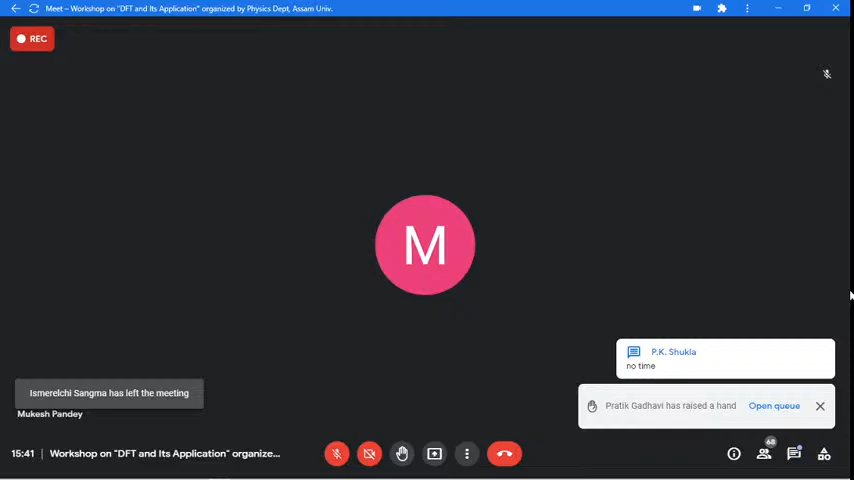 Meet – Workshop on "DFT and Its Application" organized by Physics Dept, Assam Univ.
REC
M
P.K. Shukla
no time
Ismerelchi Sangma has left the meeting
Pratik Gadhavi has raised a hand Open queue
Mukesh Pandey
68
15:41 Workshop on "DFT and Its Application" organize...